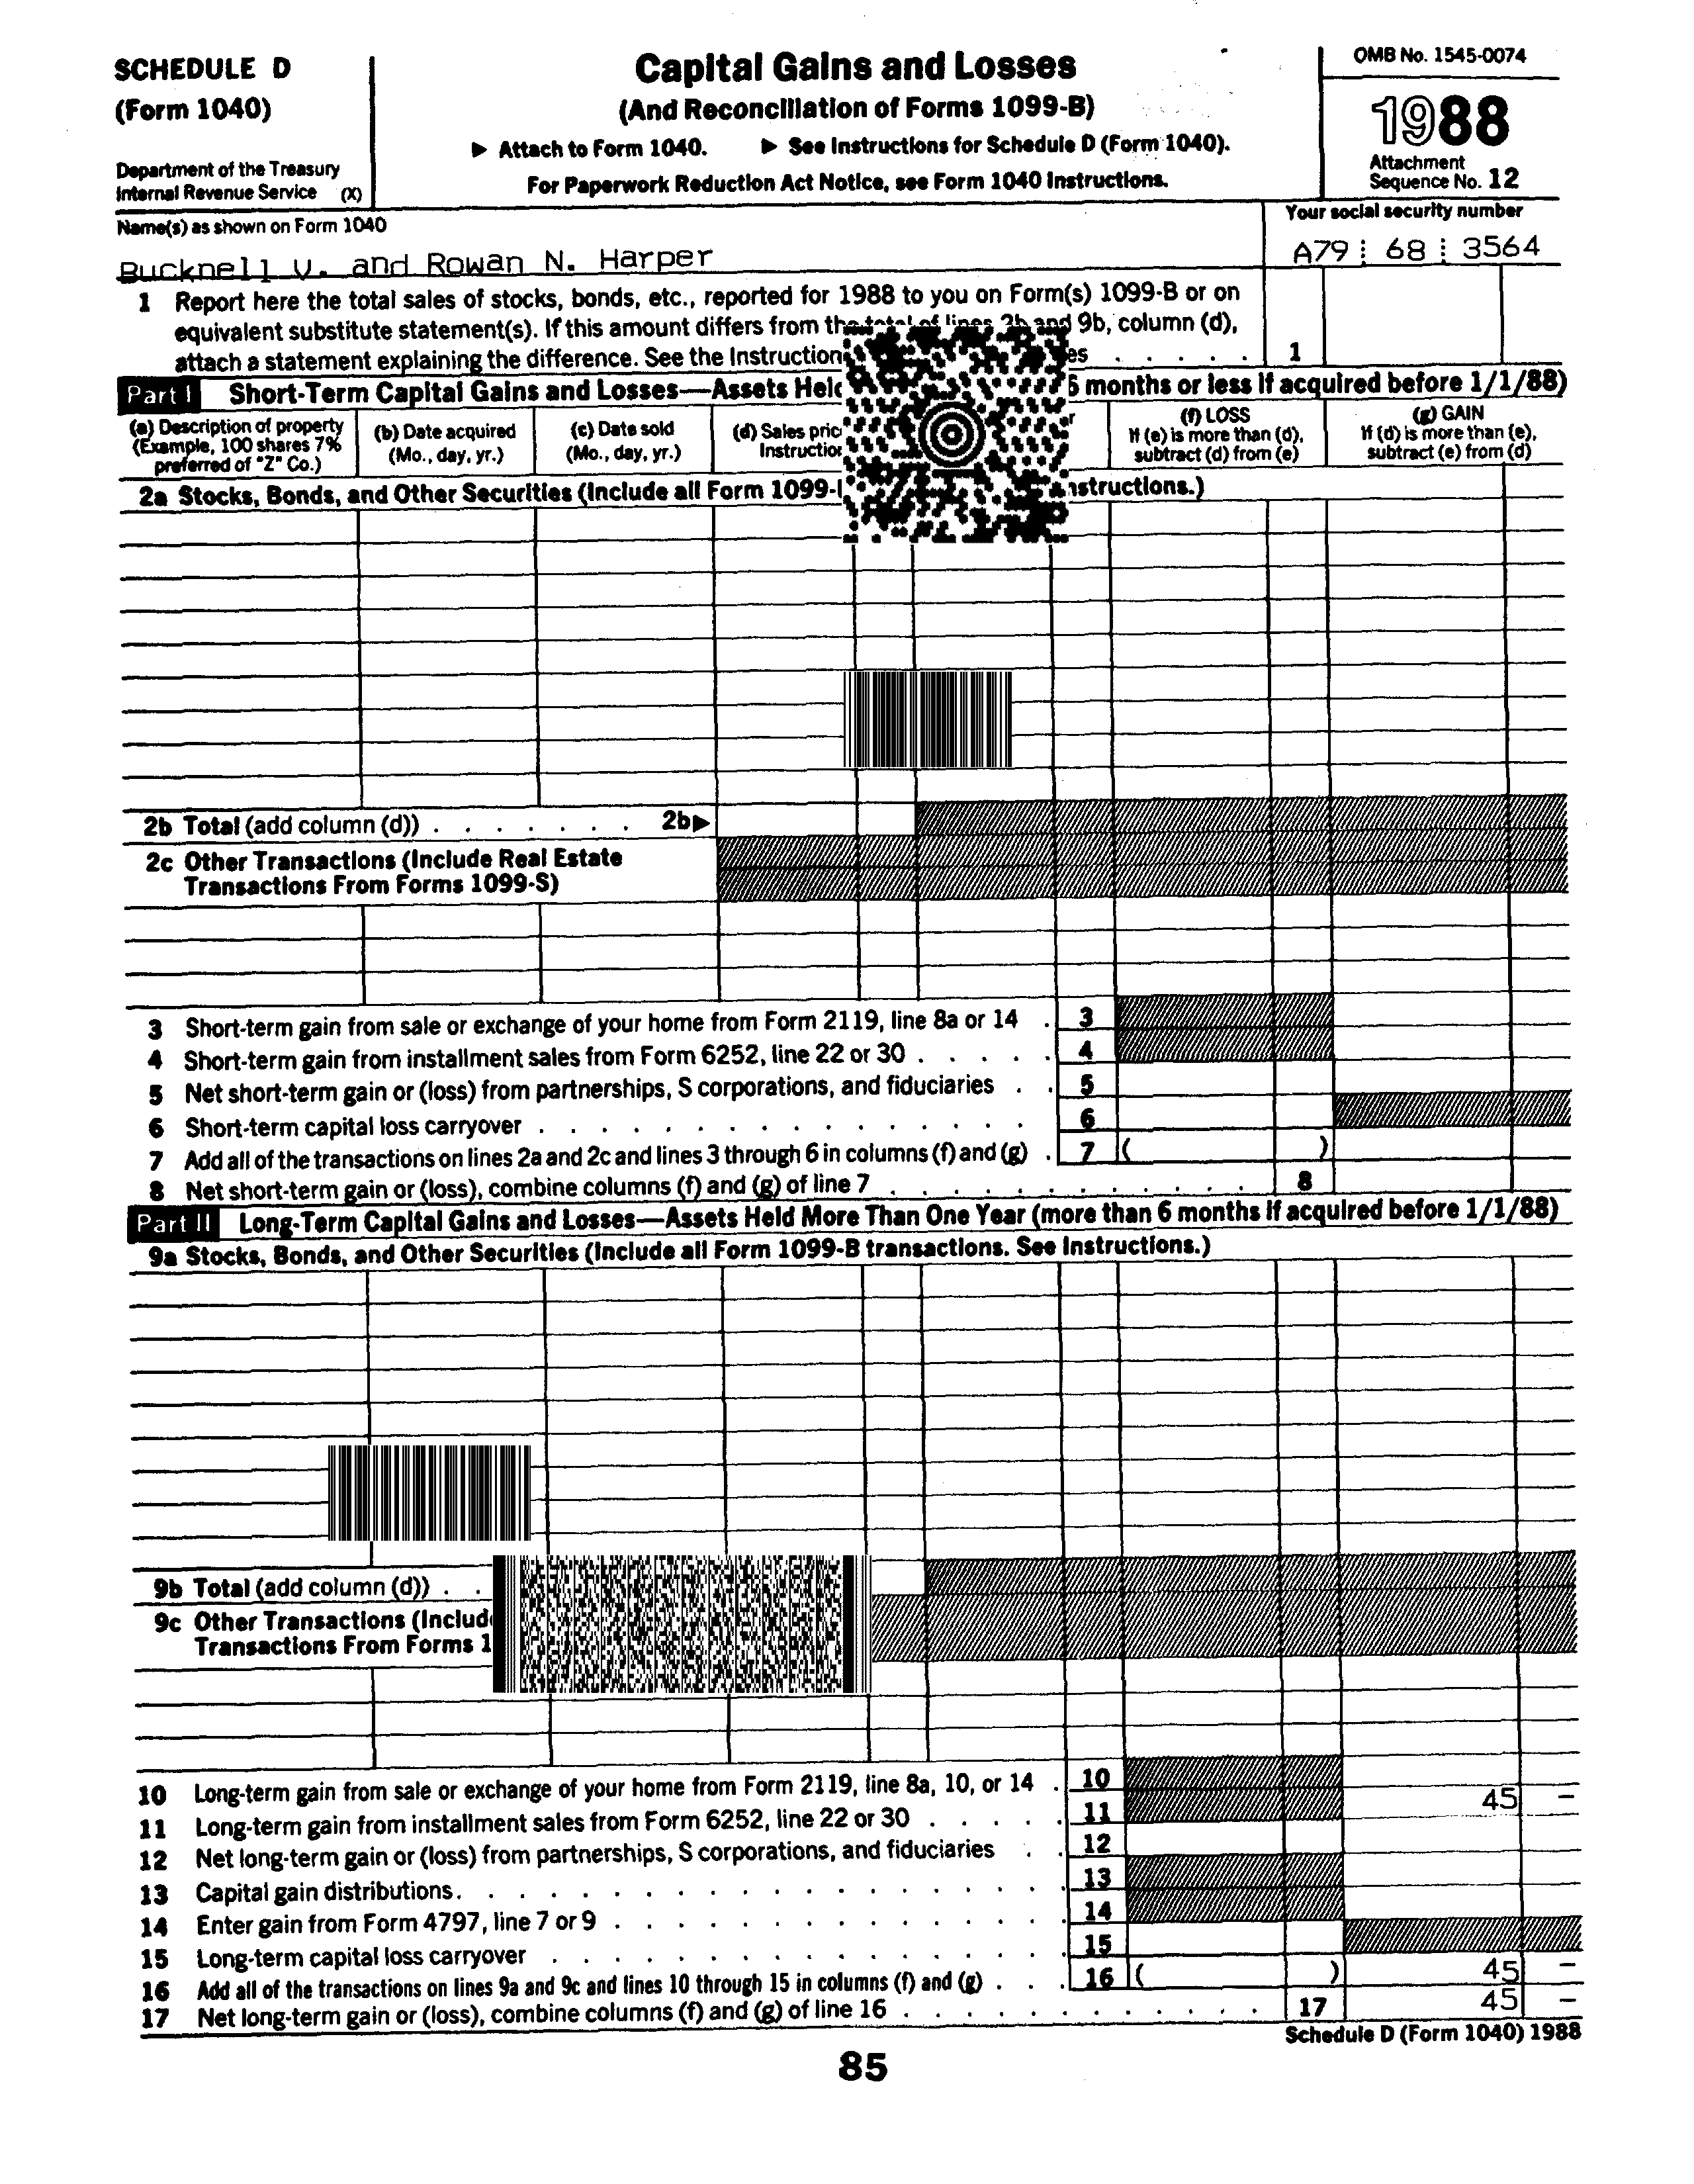 SCHEDULE D
(Form 1040)
Department of the Treasury
Internal Revenue Service (X)
Capital Gains and Losses
(And Reconciliation of Forms 1099-B)
▶ Attach to Form 1040. ▶ See Instructions for Schedule D (Form 1040).
For Paperwork Reduction Act Notice, see Form 1040 Instructions.
OMB No. 1545-0074
1988
Attachment
Sequence No. 12
Name(s) as shown on Form 1040
Your social security number
Bucknell V. and Rowan N. Harper
A79 68 3564
1 Report here the total sales of stocks, bonds, etc., reported for 1988 to you on Form(s) 1099-B or on
equivalent substitute statement(s). If this amount differs from the total of lines 2b and 9b, column (d),
attach a statement explaining the difference. See the Instruction . . . . . 1
Part I Short-Term Capital Gains and Losses—Assets Held 6 months or less if acquired before 1/1/88)
(a) Description of property
(Example, 100 shares 7%
preferred of "Z" Co.)
(b) Date acquired
(Mo., day, yr.)
(c) Date sold
(Mo., day, yr.)
(d) Sales
(f) LOSS
If (e) is more than (d),
subtract (d) from (e)
(g) GAIN
If (d) is more than (e),
subtract (e) from (d)
2a Stocks, Bonds, and Other Securities (Include all Form 1099- Instructions.)
2b Total (add column (d)) . . . . . . . 2b▶
2c Other Transactions (Include Real Estate
Transactions From Forms 1099-S)
3 Short-term gain from sale or exchange of your home from Form 2119, line 8a or 14 . 3
4 Short-term gain from installment sales from Form 6252, line 22 or 30 . . . . . 4
5 Net short-term gain or (loss) from partnerships, S corporations, and fiduciaries . . 5
6 Short-term capital loss carryover . . . . . . . . . . . . . . . 6
7 Add all of the transactions on lines 2a and 2c and lines 3 through 6 in columns (f) and (g) . 7 ( )
8 Net short-term gain or (loss), combine columns (f) and (g) of line 7 . . . . . . . . . . . . 8
Part II Long-Term Capital Gains and Losses—Assets Held More Than One Year (more than 6 months if acquired before 1/1/88)
9a Stocks, Bonds, and Other Securities (Include all Form 1099-B transactions. See Instructions.)
9b Total (add column (d)) . .
9c Other Transactions (Include
Transactions From Forms
10 Long-term gain from sale or exchange of your home from Form 2119, line 8a, 10, or 14 . 10
11 Long-term gain from installment sales from Form 6252, line 22 or 30 . . . . . 11 45 –
12 Net long-term gain or (loss) from partnerships, S corporations, and fiduciaries . . 12
13 Capital gain distributions. . . . . . . . . . . . . . . . . . 13
14 Enter gain from Form 4797, line 7 or 9 . . . . . . . . . . . . . 14
15 Long-term capital loss carryover . . . . . . . . . . . . . . . 15
16 Add all of the transactions on lines 9a and 9c and lines 10 through 15 in columns (f) and (g) . . . 16 ( ) 45 –
17 Net long-term gain or (loss), combine columns (f) and (g) of line 16 . . . . . . . . . . . . 17 45 –
Schedule D (Form 1040) 1988
85